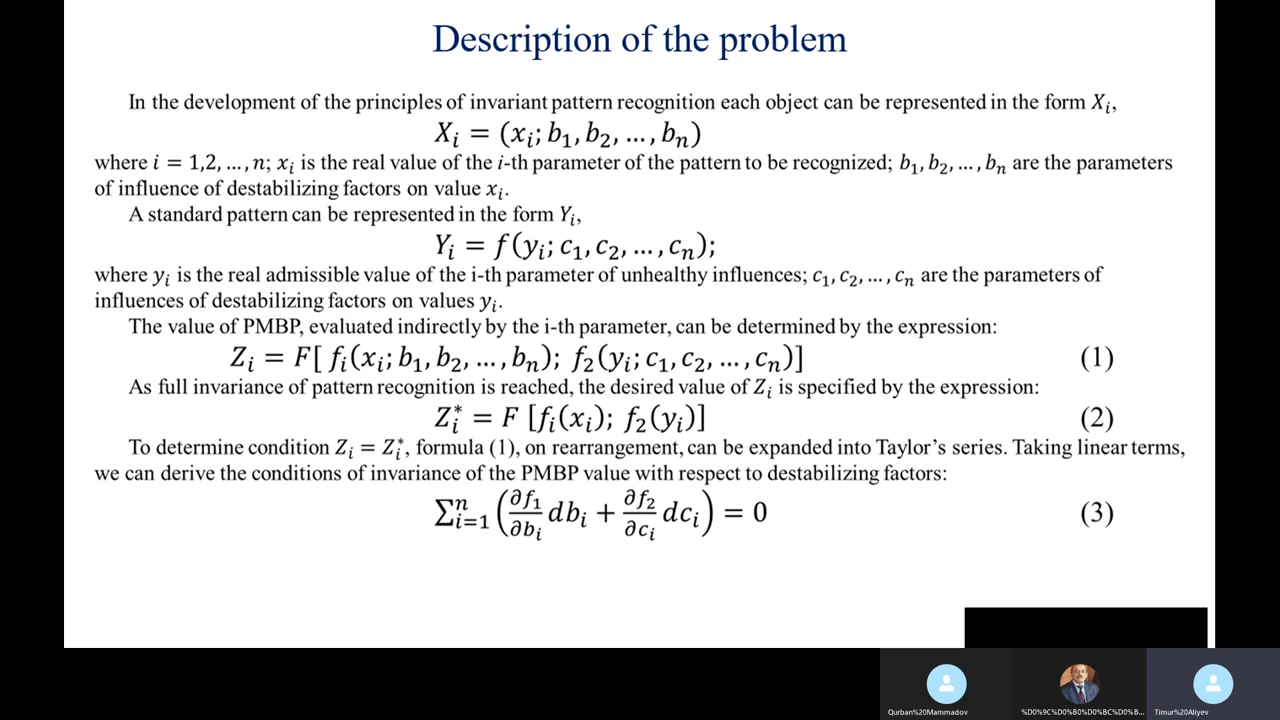 Description of the problem
In the development of the principles of invariant pattern recognition each object can be represented in the form Xᵢ,
Xᵢ = (xᵢ; b₁, b₂, …, bₙ)
where i = 1,2, …, n; xᵢ is the real value of the i-th parameter of the pattern to be recognized; b₁, b₂, …, bₙ are the parameters
of influence of destabilizing factors on value xᵢ.
A standard pattern can be represented in the form Yᵢ,
Yᵢ = f(yᵢ; c₁, c₂, …, cₙ);
where yᵢ is the real admissible value of the i-th parameter of unhealthy influences; c₁, c₂, …, cₙ are the parameters of
influences of destabilizing factors on values yᵢ.
The value of PMBP, evaluated indirectly by the i-th parameter, can be determined by the expression:
Zᵢ = F[ fᵢ(xᵢ; b₁, b₂, …, bₙ); f₂(yᵢ; c₁, c₂, …, cₙ)] (1)
As full invariance of pattern recognition is reached, the desired value of Zᵢ is specified by the expression:
Zᵢ* = F [fᵢ(xᵢ); f₂(yᵢ)] (2)
To determine condition Zᵢ = Zᵢ*, formula (1), on rearrangement, can be expanded into Taylor’s series. Taking linear terms,
we can derive the conditions of invariance of the PMBP value with respect to destabilizing factors:
∑ⁿᵢ₌₁ (∂f₁/∂bᵢ dbᵢ + ∂f₂/∂cᵢ dcᵢ) = 0 (3)
Qurban%20Mammadov
%D0%9C%D0%B0%D0%BC%D0%B...
Timur%20Aliyev